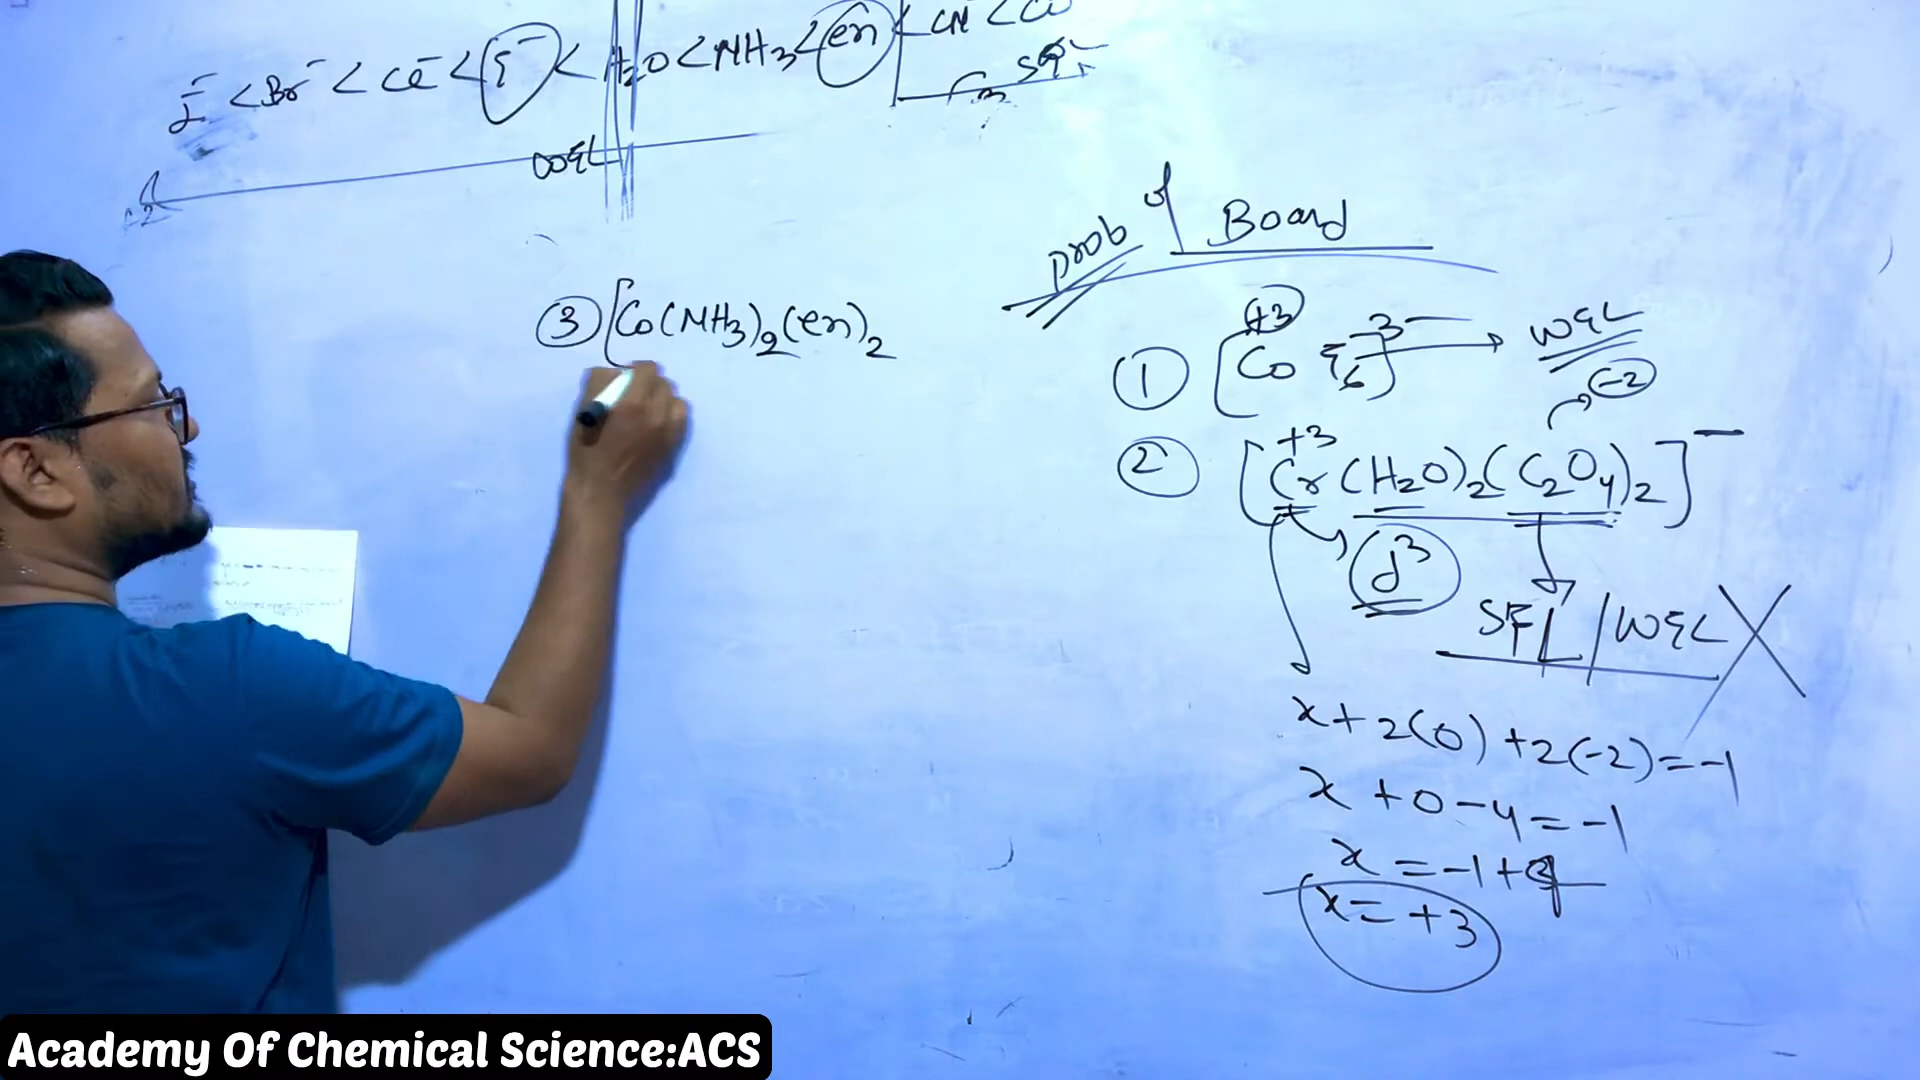 I⁻ < Br⁻ < Cl⁻ < F⁻ < H₂O < NH₃ < en < CN⁻ < CO
SFL
WFL
Prob of Board
③ [Co(NH₃)₂(en)₂
+3
① [Co F₆]³⁻ → WFL
(-2)
+3
② [Cr(H₂O)₂(C₂O₄)₂]⁻
d³
SFL/WFL X
x+2(0)+2(-2)=-1
x+0-4=-1
x=-1+4
x=+3
Academy Of Chemical Science:ACS